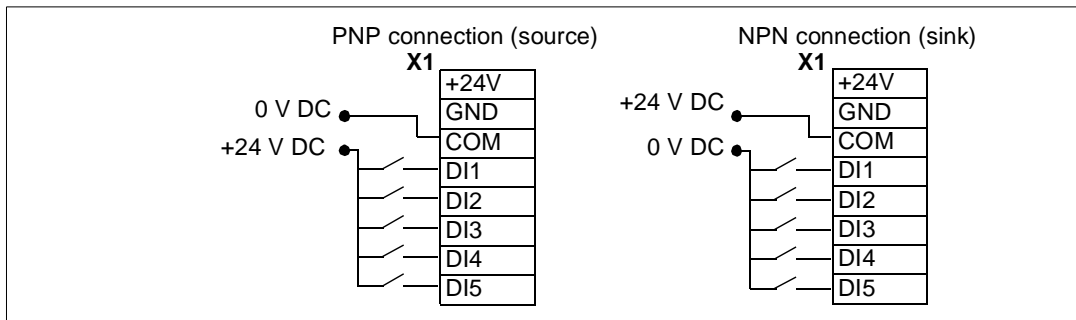 PNP connection (source)
X1
+24V
0 V DC
GND
COM
+24 V DC
DI1
DI2
DI3
DI4
DI5
NPN connection (sink)
X1
+24V
+24 V DC
GND
COM
0 V DC
DI1
DI2
DI3
DI4
DI5